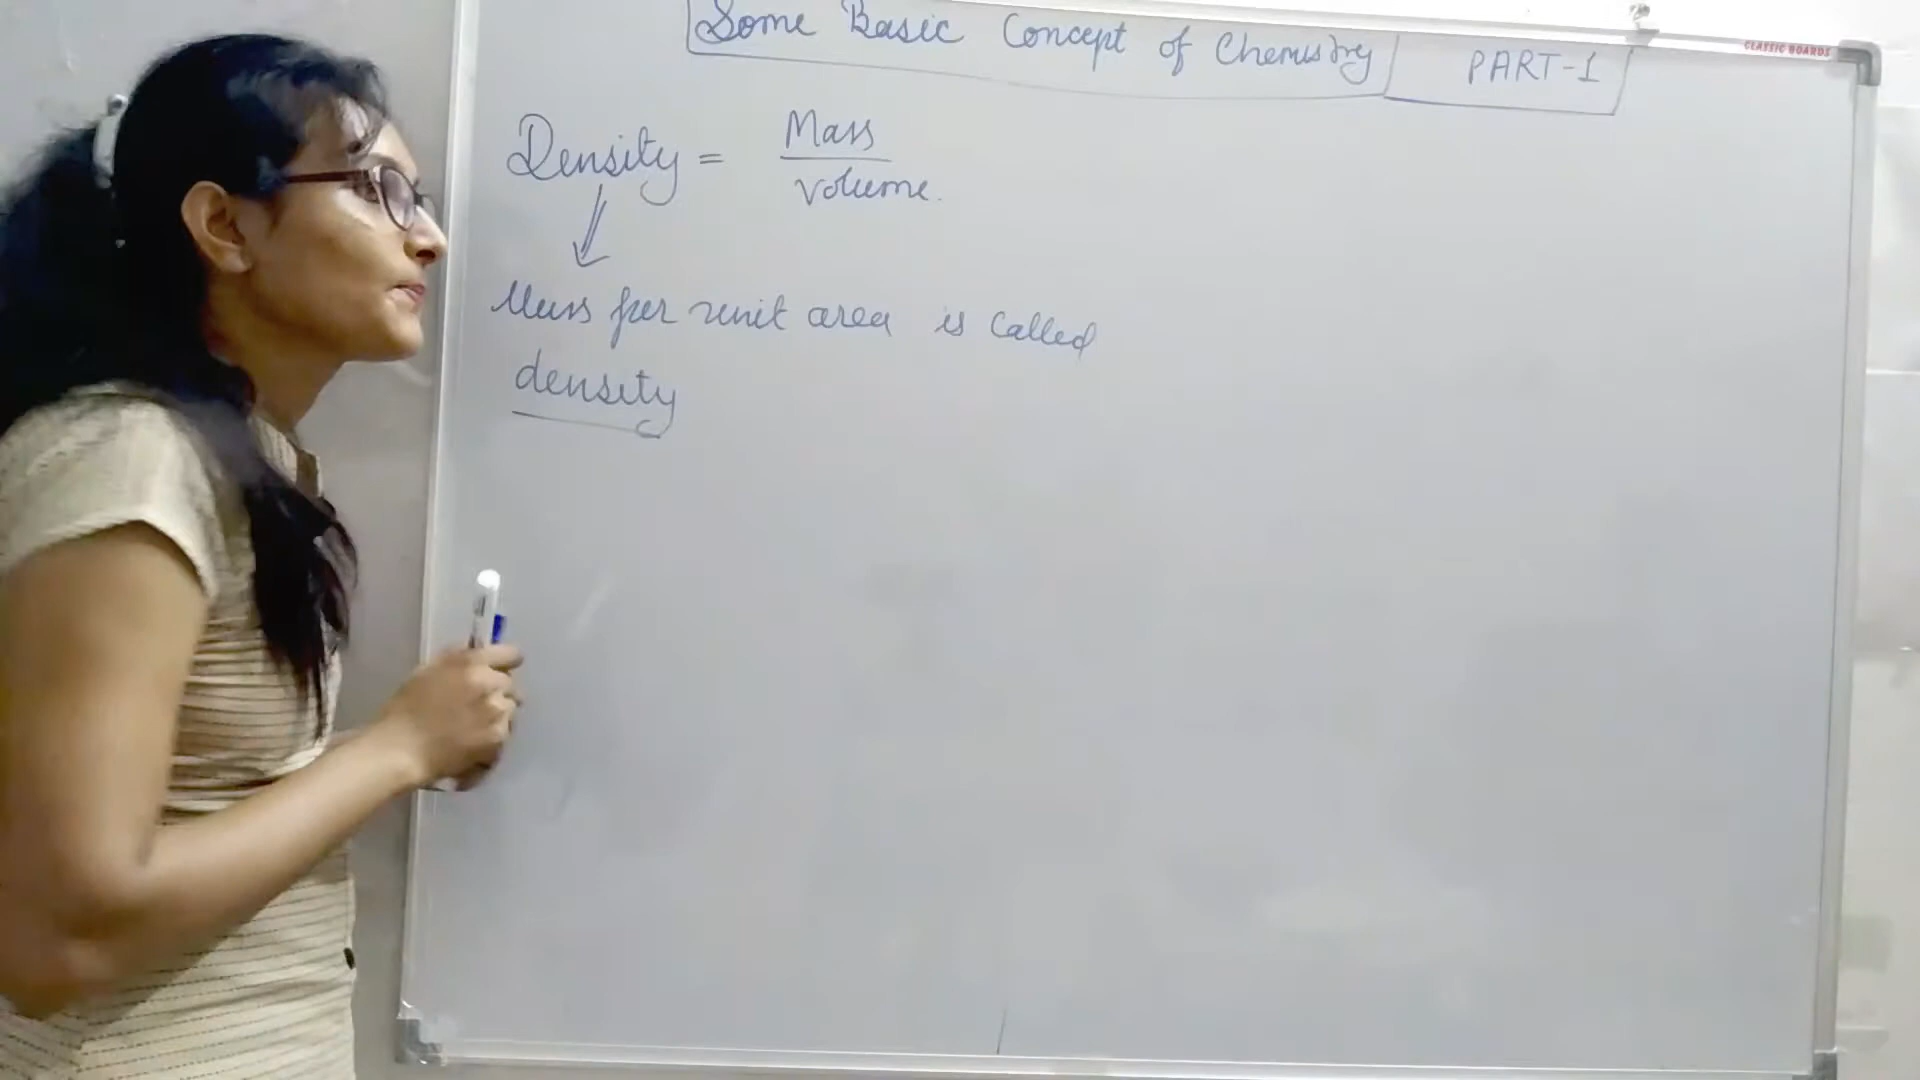 Some Basic Concept of Chemistry PART-1
CLASSIC BOARDS
Density = Mass
volume.
Mass per unit area is called
density